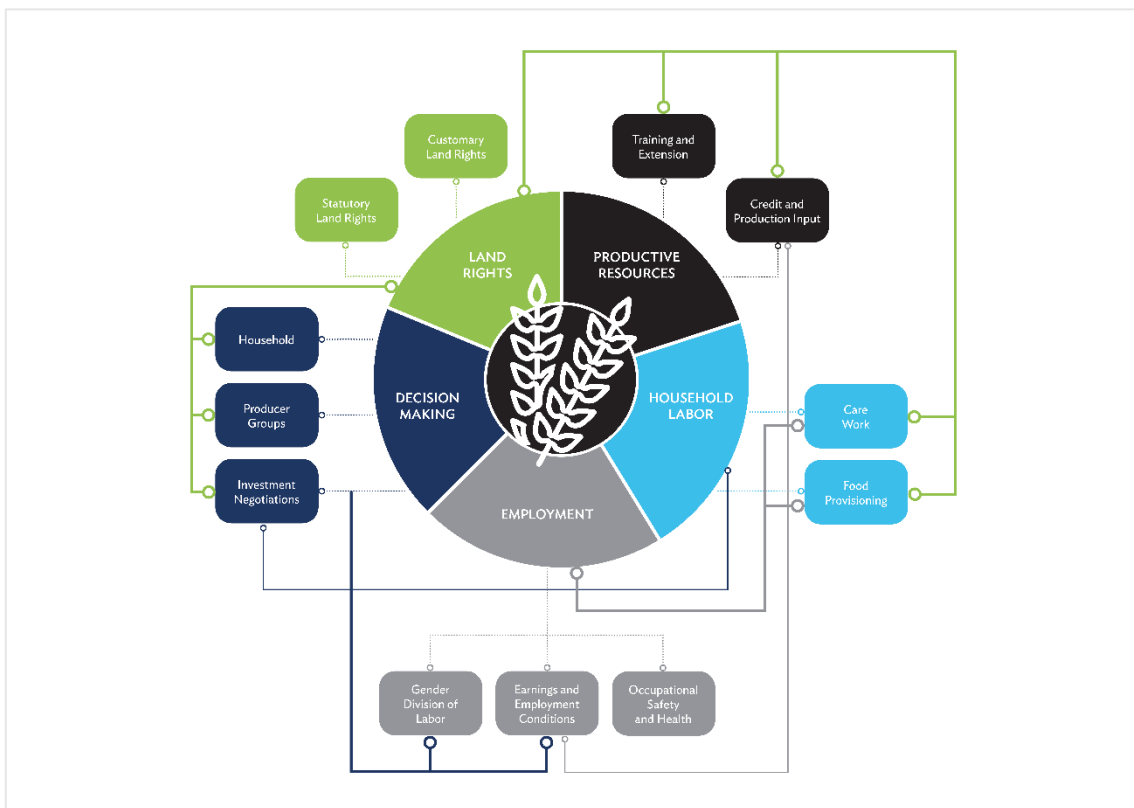 Customary
Land Rights
Training and
Extension
Statutory
Land Rights
Credit and
Production Input
LAND
RIGHTS
PRODUCTIVE
RESOURCES
Household
DECISION
MAKING
HOUSEHOLD
LABOR
Producer
Groups
Care
Work
Investment
Negotiations
Food
Provisioning
EMPLOYMENT
Gender
Division of
Labor
Earnings and
Employment
Conditions
Occupational
Safety
and Health